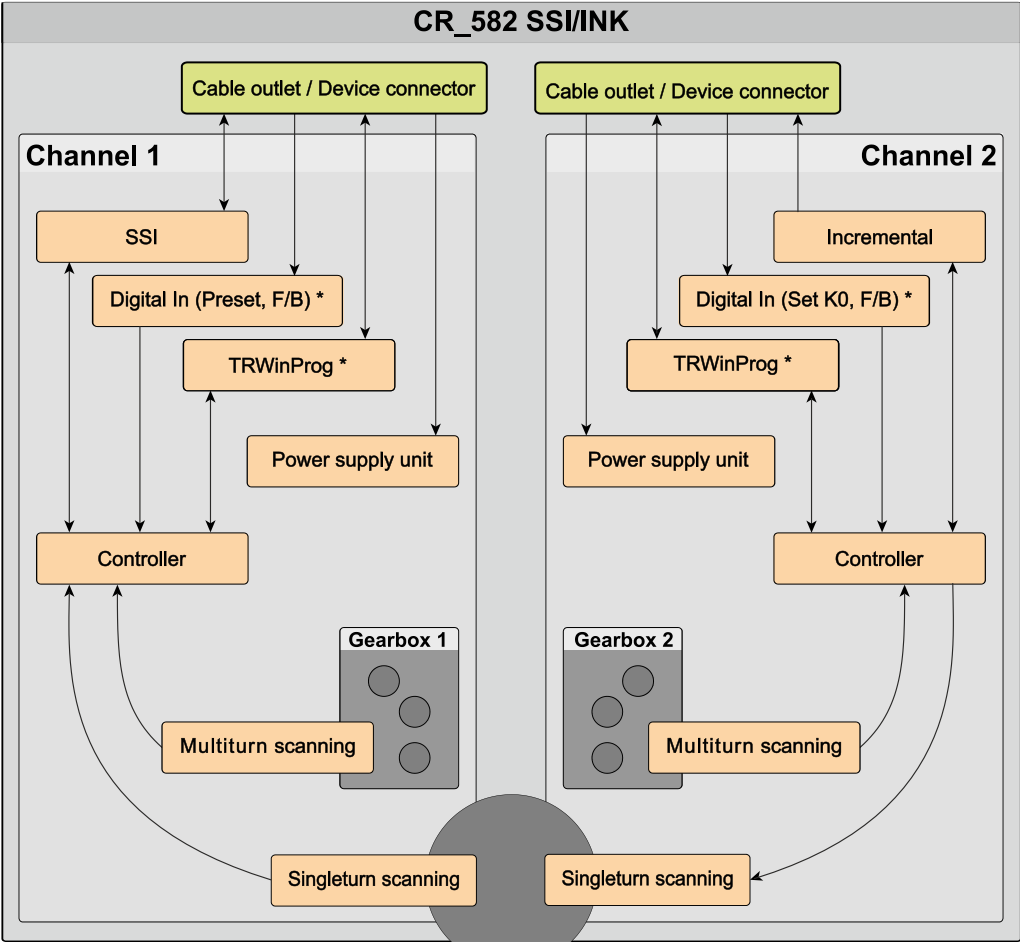 CR_582 SSI/INK
Cable outlet / Device connector
Cable outlet / Device connector
Channel 1
Channel 2
SSI
Incremental
Digital In (Preset, F/B) *
Digital In (Set K0, F/B) *
TRWinProg *
TRWinProg *
Power supply unit
Power supply unit
Controller
Controller
Gearbox 1
Gearbox 2
Multiturn scanning
Multiturn scanning
Singleturn scanning
Singleturn scanning